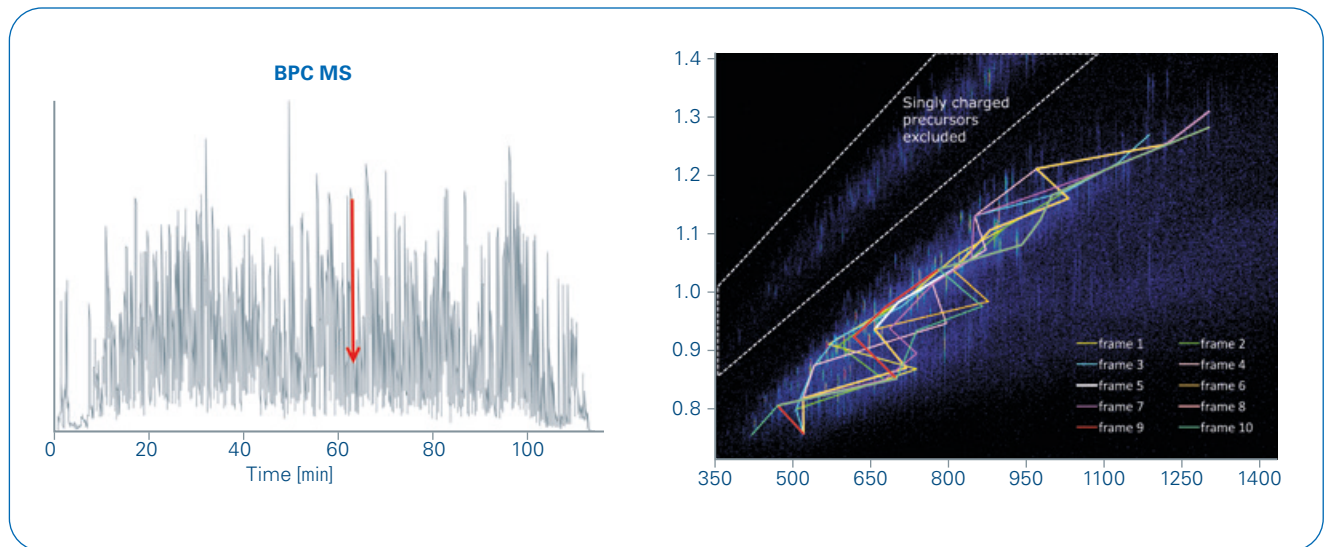 BPC MS
0 20 40 60 80 100
Time [min]
1.4
1.3
1.2
1.1
1.0
0.9
0.8
Singly charged
precursors
excluded
frame 1 frame 2
frame 3 frame 4
frame 5 frame 6
frame 7 frame 8
frame 9 frame 10
350 500 650 800 950 1100 1250 1400